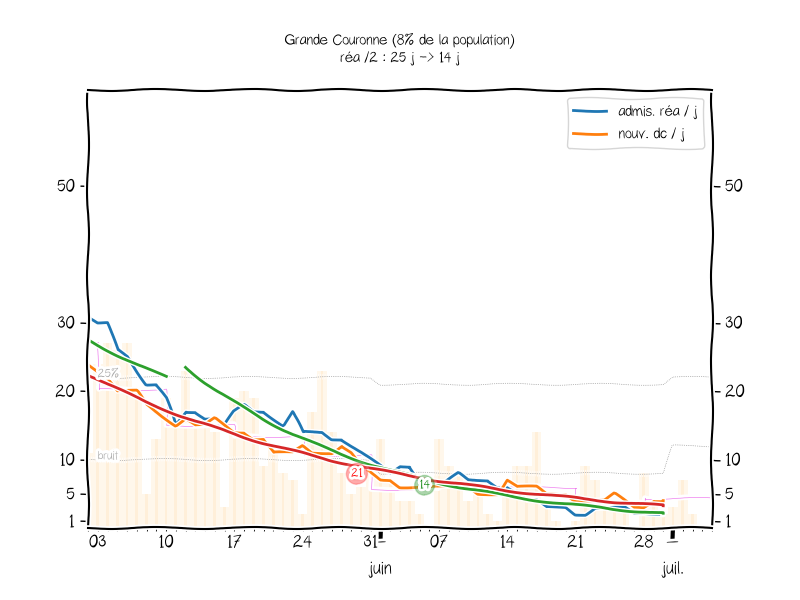 Grande Couronne (8% de la population)
réa /2 : 25 j -> 14 j
admis. réa / j
nouv. dc / j
50
50
30
30
25%
20
20
bruit
10
10
21
14
5
5
1
1
03 10 17 24 31 07 14 21 28
juin juil.